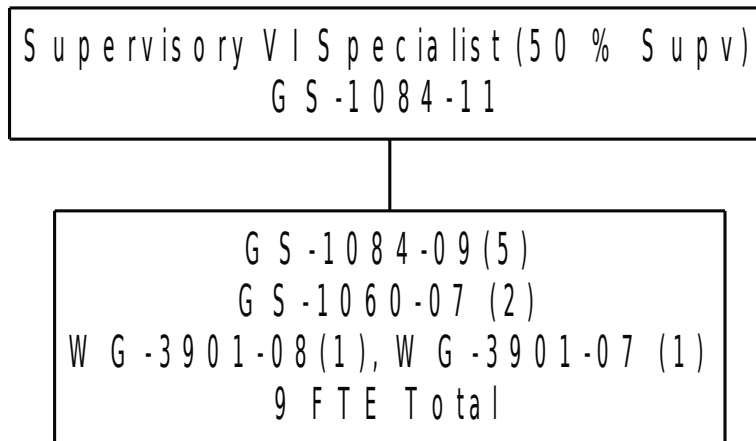 Supervisory VI Specialist (50 % Supv)
GS-1084-11
GS-1084-09 (5)
GS-1060-07 (2)
WG-3901-08 (1), WG-3901-07 (1)
9 FTE Total